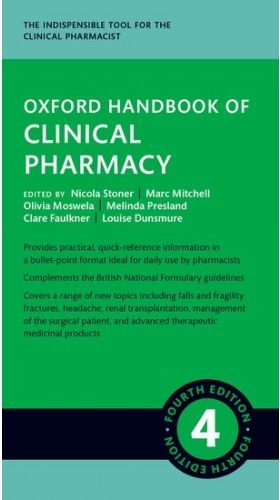 THE INDISPENSIBLE TOOL FOR THE
CLINICAL PHARMACIST
OXFORD HANDBOOK OF
CLINICAL
PHARMACY
EDITED BY Nicola Stoner | Marc Mitchell
Olivia Moswela | Melinda Presland
Clare Faulkner | Louise Dunsmure
Provides practical, quick-reference information in
a bullet-point format ideal for daily use by pharmacists
Complements the British National Formulary guidelines
Covers a range of new topics including falls and fragility
fractures, headache, renal transplantation, management
of the surgical patient, and advanced therapeutic
medicinal products
FOURTH EDITION
4
FOURTH EDITION